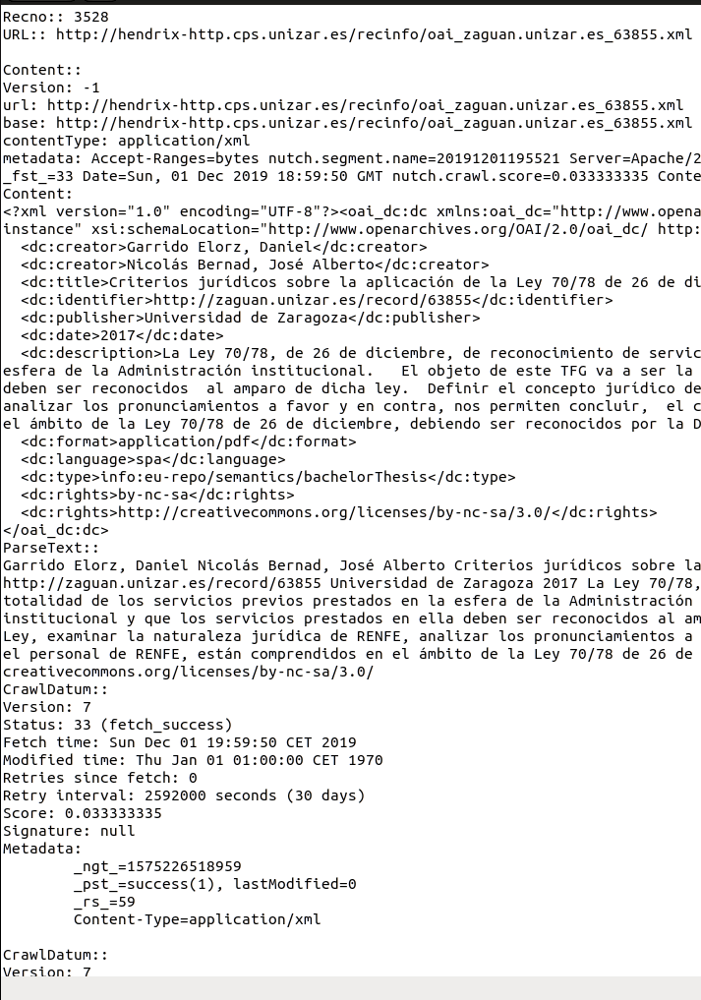 Recno:: 3528
URL:: http://hendrix-http.cps.unizar.es/recinfo/oai_zaguan.unizar.es_63855.xml
Content::
Version: -1
url: http://hendrix-http.cps.unizar.es/recinfo/oai_zaguan.unizar.es_63855.xml
base: http://hendrix-http.cps.unizar.es/recinfo/oai_zaguan.unizar.es_63855.xml
contentType: application/xml
metadata: Accept-Ranges=bytes nutch.segment.name=20191201195521 Server=Apache/2
_fst_=33 Date=Sun, 01 Dec 2019 18:59:50 GMT nutch.crawl.score=0.033333335 Conte
Content:
<?xml version="1.0" encoding="UTF-8"?><oai_dc:dc xmlns:oai_dc="http://www.opena
instance" xsi:schemaLocation="http://www.openarchives.org/OAI/2.0/oai_dc/ http:
  <dc:creator>Garrido Elorz, Daniel</dc:creator>
  <dc:creator>Nicolás Bernad, José Alberto</dc:creator>
  <dc:title>Criterios jurídicos sobre la aplicación de la Ley 70/78 de 26 de di
  <dc:identifier>http://zaguan.unizar.es/record/63855</dc:identifier>
  <dc:publisher>Universidad de Zaragoza</dc:publisher>
  <dc:date>2017</dc:date>
  <dc:description>La Ley 70/78, de 26 de diciembre, de reconocimiento de servic
esfera de la Administración institucional.   El objeto de este TFG va a ser la
deben ser reconocidos  al amparo de dicha ley.  Definir el concepto jurídico de
analizar los pronunciamientos a favor y en contra, nos permiten concluir,  el c
el ámbito de la Ley 70/78 de 26 de diciembre, debiendo ser reconocidos por la D
  <dc:format>application/pdf</dc:format>
  <dc:language>spa</dc:language>
  <dc:type>info:eu-repo/semantics/bachelorThesis</dc:type>
  <dc:rights>by-nc-sa</dc:rights>
  <dc:rights>http://creativecommons.org/licenses/by-nc-sa/3.0/</dc:rights>
</oai_dc:dc>
ParseText::
Garrido Elorz, Daniel Nicolás Bernad, José Alberto Criterios jurídicos sobre la
http://zaguan.unizar.es/record/63855 Universidad de Zaragoza 2017 La Ley 70/78,
totalidad de los servicios previos prestados en la esfera de la Administración
institucional y que los servicios prestados en ella deben ser reconocidos al am
Ley, examinar la naturaleza jurídica de RENFE, analizar los pronunciamientos a
el personal de RENFE, están comprendidos en el ámbito de la Ley 70/78 de 26 de
creativecommons.org/licenses/by-nc-sa/3.0/
CrawlDatum::
Version: 7
Status: 33 (fetch_success)
Fetch time: Sun Dec 01 19:59:50 CET 2019
Modified time: Thu Jan 01 01:00:00 CET 1970
Retries since fetch: 0
Retry interval: 2592000 seconds (30 days)
Score: 0.033333335
Signature: null
Metadata:
        _ngt_=1575226518959
        _pst_=success(1), lastModified=0
        _rs_=59
        Content-Type=application/xml
CrawlDatum::
Version: 7